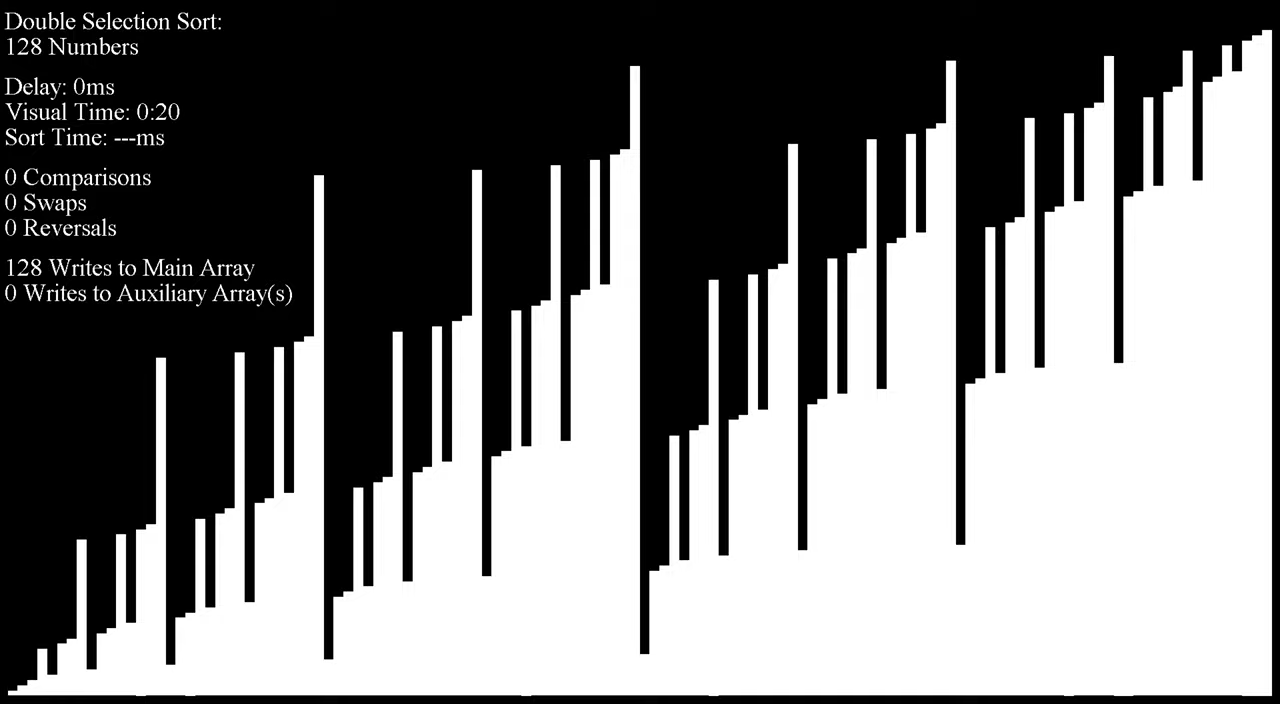 Double Selection Sort:
128 Numbers
Delay: 0ms
Visual Time: 0:20
Sort Time: ---ms
0 Comparisons
0 Swaps
0 Reversals
128 Writes to Main Array
0 Writes to Auxiliary Array(s)